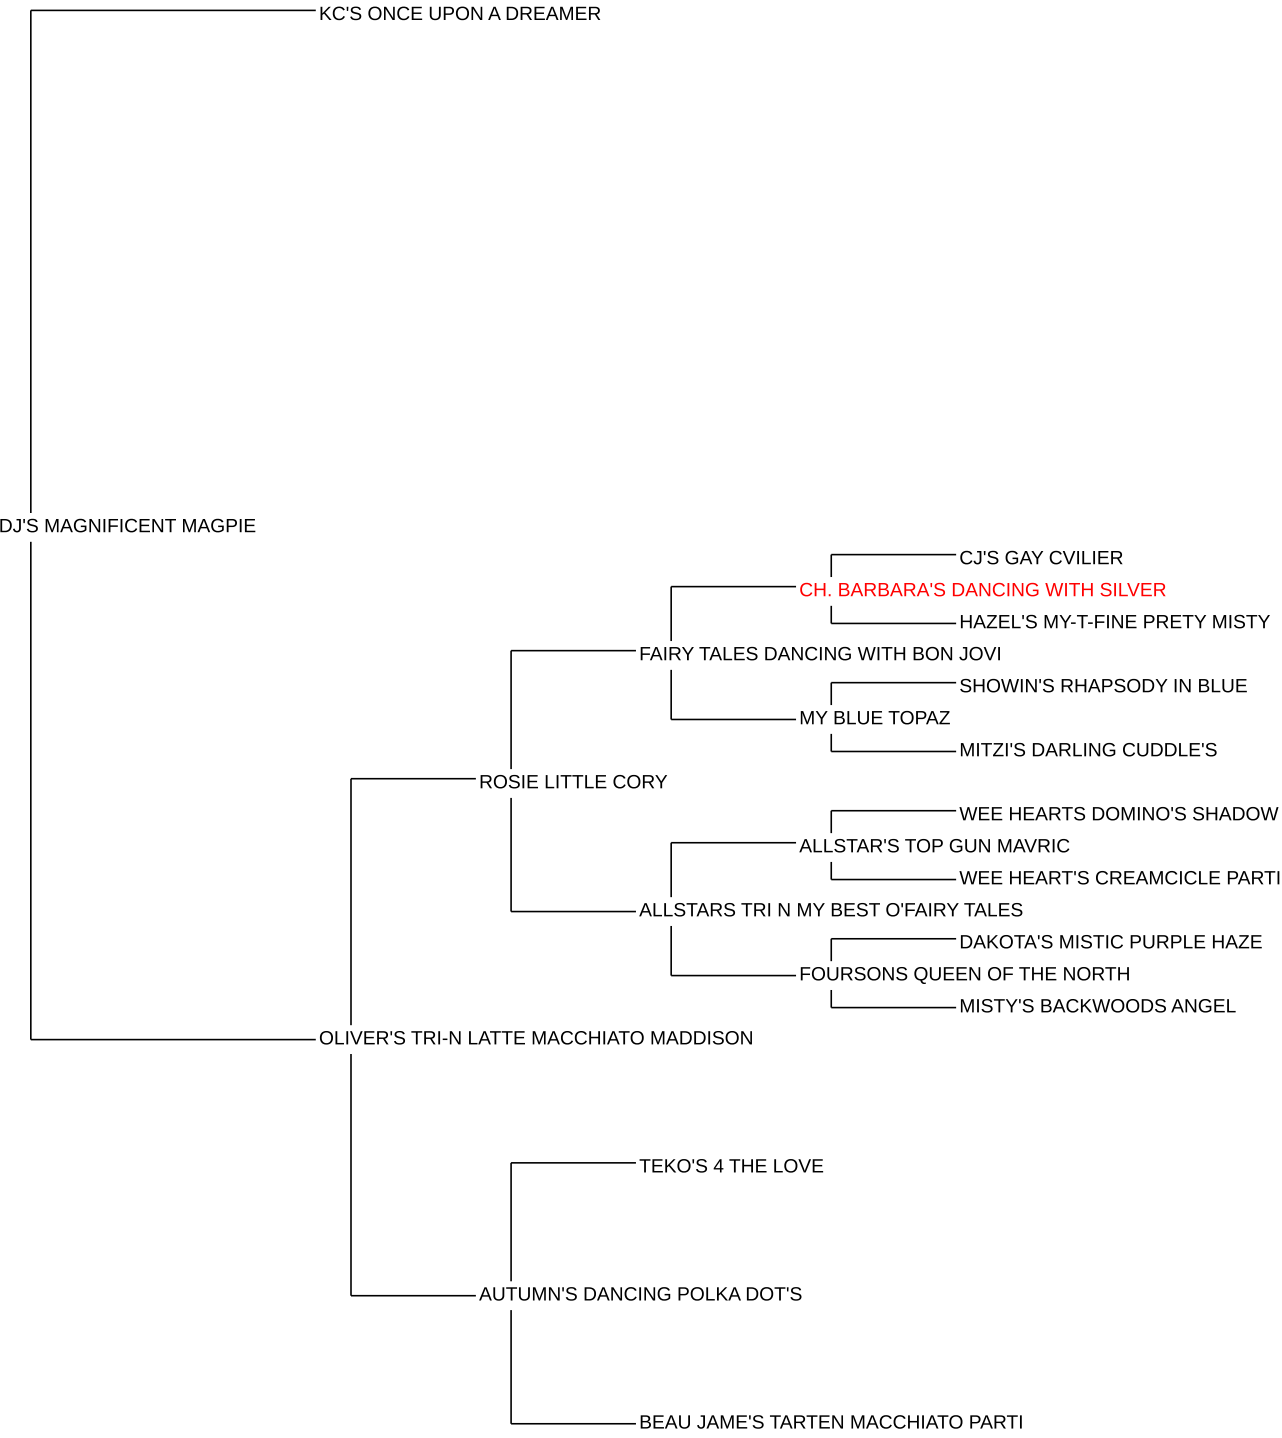 KC'S ONCE UPON A DREAMER
DJ'S MAGNIFICENT MAGPIE
CJ'S GAY CVILIER
CH. BARBARA'S DANCING WITH SILVER
HAZEL'S MY-T-FINE PRETY MISTY
FAIRY TALES DANCING WITH BON JOVI
SHOWIN'S RHAPSODY IN BLUE
MY BLUE TOPAZ
MITZI'S DARLING CUDDLE'S
ROSIE LITTLE CORY
WEE HEARTS DOMINO'S SHADOW
ALLSTAR'S TOP GUN MAVRIC
WEE HEART'S CREAMCICLE PARTI
ALLSTARS TRI N MY BEST O'FAIRY TALES
DAKOTA'S MISTIC PURPLE HAZE
FOURSONS QUEEN OF THE NORTH
MISTY'S BACKWOODS ANGEL
OLIVER'S TRI-N LATTE MACCHIATO MADDISON
TEKO'S 4 THE LOVE
AUTUMN'S DANCING POLKA DOT'S
BEAU JAME'S TARTEN MACCHIATO PARTI